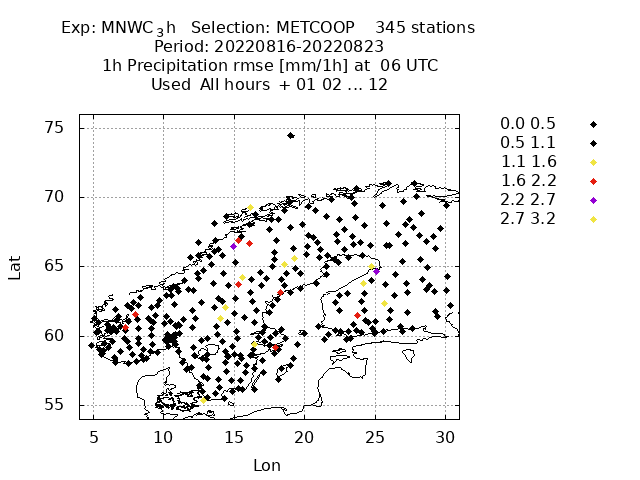 Exp: MNWC_3h   Selection: METCOOP    345 stations
Period: 20220816-20220823
1h Precipitation rmse [mm/1h] at  06 UTC
Used  All hours  + 01 02 ... 12
0.0 0.5
0.5 1.1
1.1 1.6
1.6 2.2
2.2 2.7
2.7 3.2
75
70
65
60
55
Lat
5 10 15 20 25 30
Lon